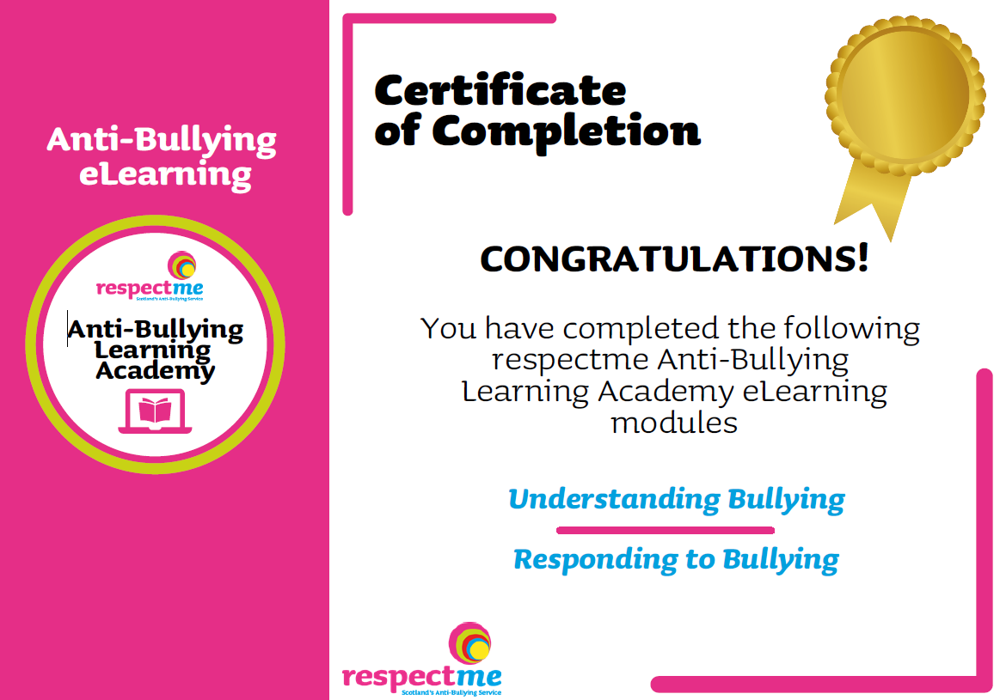 Anti-Bullying
eLearning
respectme
Scotland's Anti-Bullying Service
Anti-Bullying
Learning
Academy
Certificate
of Completion
CONGRATULATIONS!
You have completed the following
respectme Anti-Bullying
Learning Academy eLearning
modules
Understanding Bullying
Responding to Bullying
respectme
Scotland's Anti-Bullying Service